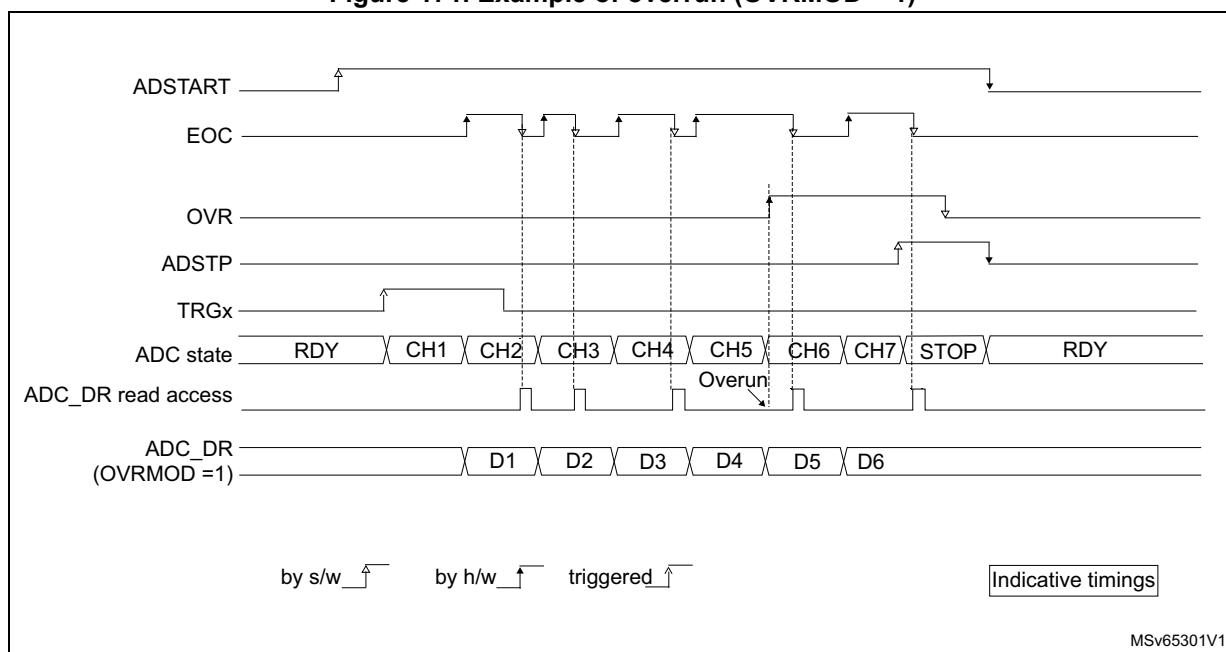 ADSTART
EOC
OVR
ADSTP
TRGx
ADC state RDY CH1 CH2 CH3 CH4 CH5 CH6 CH7 STOP RDY
Overun
ADC_DR read access
ADC_DR
(OVRMOD =1)
D1 D2 D3 D4 D5 D6
by s/w by h/w triggered Indicative timings
MSv65301V1